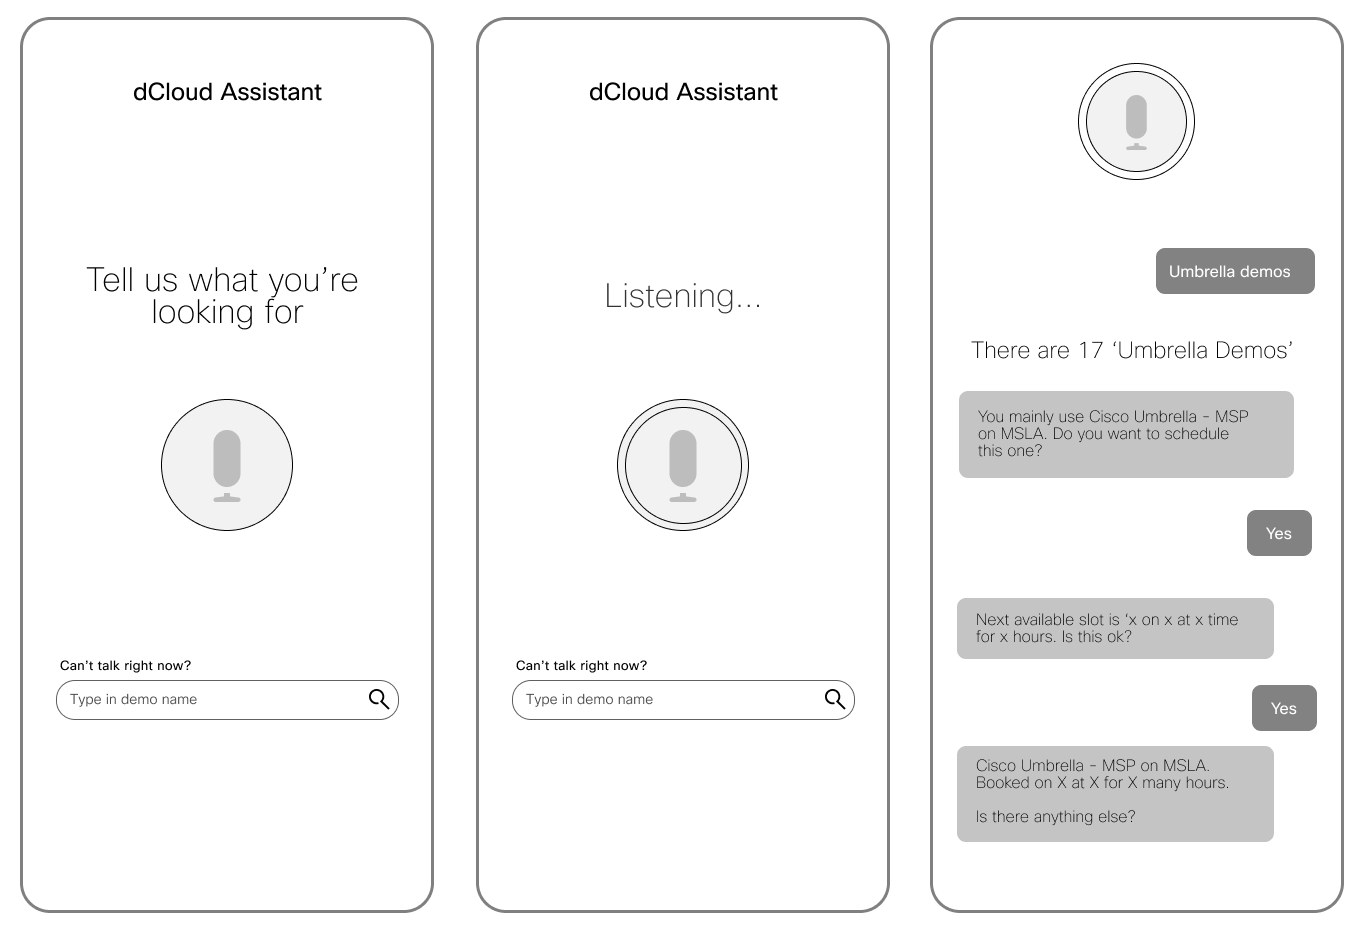 dCloud Assistant
Tell us what you're
looking for
Can't talk right now?
Type in demo name
dCloud Assistant
Listening...
Can't talk right now?
Type in demo name
Umbrella demos
There are 17 ‘Umbrella Demos’
You mainly use Cisco Umbrella - MSP
on MSLA. Do you want to schedule
this one?
Yes
Next available slot is ‘x on x at x time
for x hours. Is this ok?
Yes
Cisco Umbrella - MSP on MSLA.
Booked on X at X for X many hours.
Is there anything else?